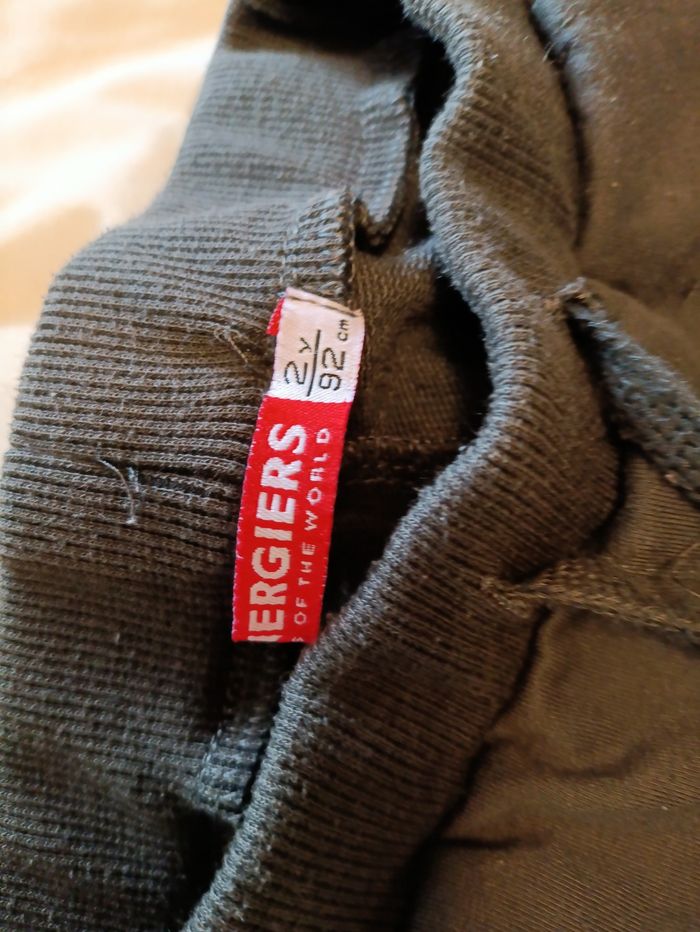 2y
92 cm
ERGIERS
OF THE WORLD